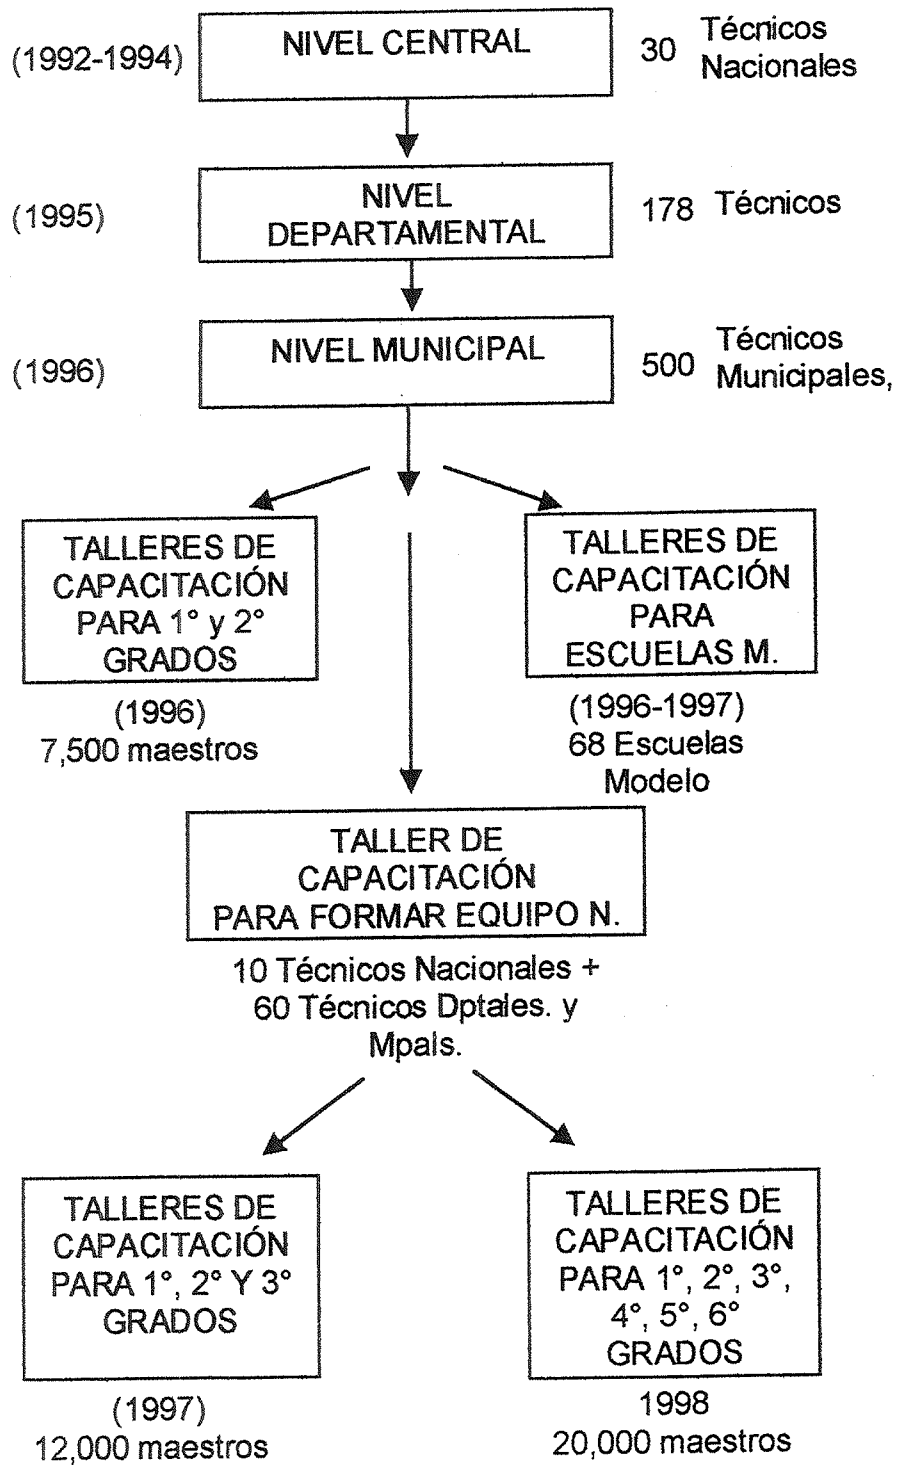 (1992-1994)
NIVEL CENTRAL
30 Técnicos
Nacionales
(1995)
NIVEL
DEPARTAMENTAL
178 Técnicos
(1996)
NIVEL MUNICIPAL
500 Técnicos
Municipales,
TALLERES DE
CAPACITACIÓN
PARA 1° y 2°
GRADOS
(1996)
7,500 maestros
TALLERES DE
CAPACITACIÓN
PARA
ESCUELAS M.
(1996-1997)
68 Escuelas
Modelo
TALLER DE
CAPACITACIÓN
PARA FORMAR EQUIPO N.
10 Técnicos Nacionales +
60 Técnicos Dptales. y
Mpals.
TALLERES DE
CAPACITACIÓN
PARA 1°, 2° Y 3°
GRADOS
(1997)
12,000 maestros
TALLERES DE
CAPACITACIÓN
PARA 1°, 2°, 3°,
4°, 5°, 6°
GRADOS
1998
20,000 maestros